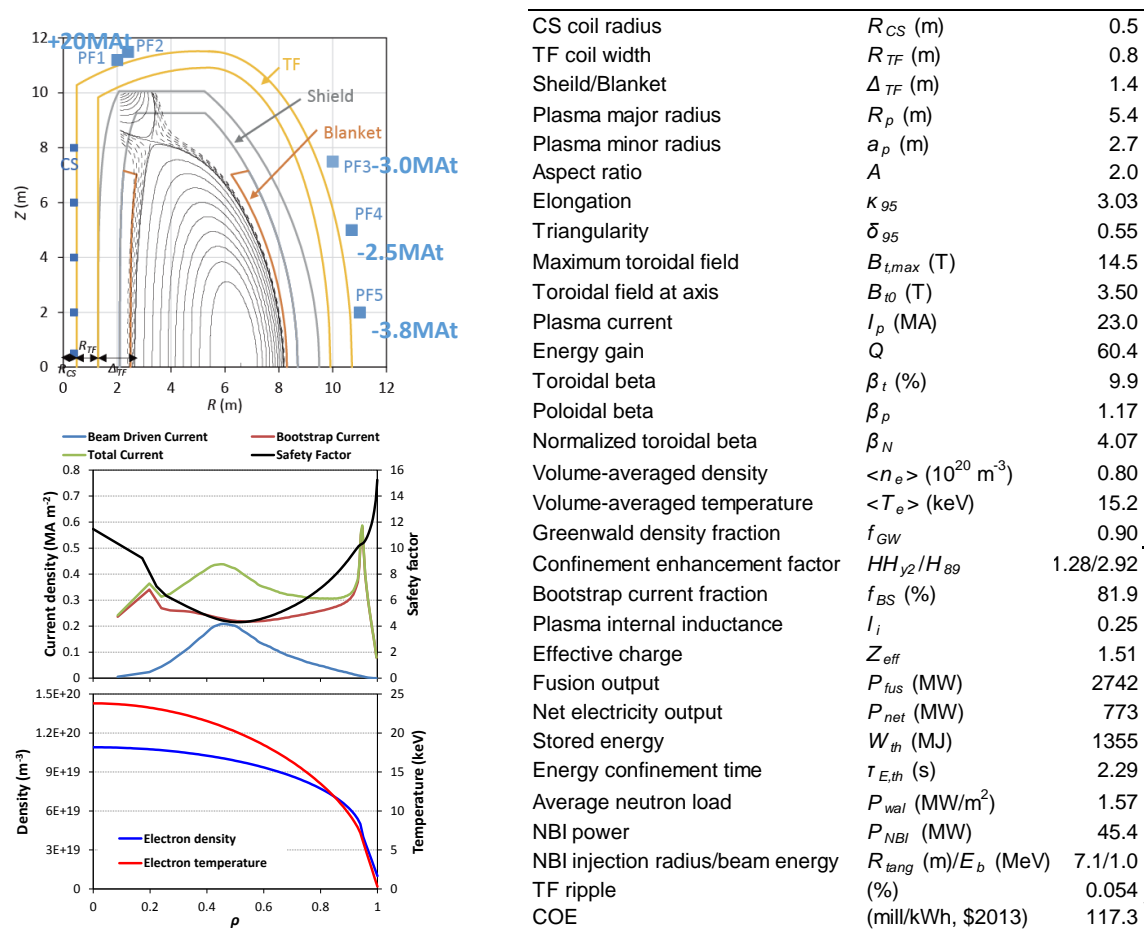 +20MAt
PF2
PF1
TF
Shield
Blanket
CS
PF3 -3.0MAt
PF4
-2.5MAt
PF5
-3.8MAt
R_TF
R_CS
Δ_TF
12
10
8
6
4
2
0
Z (m)
0 2 4 6 8 10 12
R (m)
Beam Driven Current Bootstrap Current
Total Current Safety Factor
0.8
0.7
0.6
0.5
0.4
0.3
0.2
0.1
0
Current density (MA m-2)
16
14
12
10
8
6
4
2
0
Safety factor
1.5E+20
1.2E+20
9E+19
6E+19
3E+19
0
Density (m-3)
25
20
15
10
5
0
Temperature (keV)
Electron density
Electron temperature
0 0.2 0.4 0.6 0.8 1
ρ
CS coil radius R_CS (m) 0.5
TF coil width R_TF (m) 0.8
Sheild/Blanket Δ_TF (m) 1.4
Plasma major radius R_p (m) 5.4
Plasma minor radius a_p (m) 2.7
Aspect ratio A 2.0
Elongation κ_95 3.03
Triangularity δ_95 0.55
Maximum toroidal field B_t,max (T) 14.5
Toroidal field at axis B_t0 (T) 3.50
Plasma current I_p (MA) 23.0
Energy gain Q 60.4
Toroidal beta β_t (%) 9.9
Poloidal beta β_p 1.17
Normalized toroidal beta β_N 4.07
Volume-averaged density <n_e> (10^20 m^-3) 0.80
Volume-averaged temperature <T_e> (keV) 15.2
Greenwald density fraction f_GW 0.90
Confinement enhancement factor HH_y2/H_89 1.28/2.92
Bootstrap current fraction f_BS (%) 81.9
Plasma internal inductance l_i 0.25
Effective charge Z_eff 1.51
Fusion output P_fus (MW) 2742
Net electricity output P_net (MW) 773
Stored energy W_th (MJ) 1355
Energy confinement time τ_E,th (s) 2.29
Average neutron load P_wal (MW/m^2) 1.57
NBI power P_NBI (MW) 45.4
NBI injection radius/beam energy R_tang (m)/E_b (MeV) 7.1/1.0
TF ripple (%) 0.054
COE (mill/kWh, $2013) 117.3